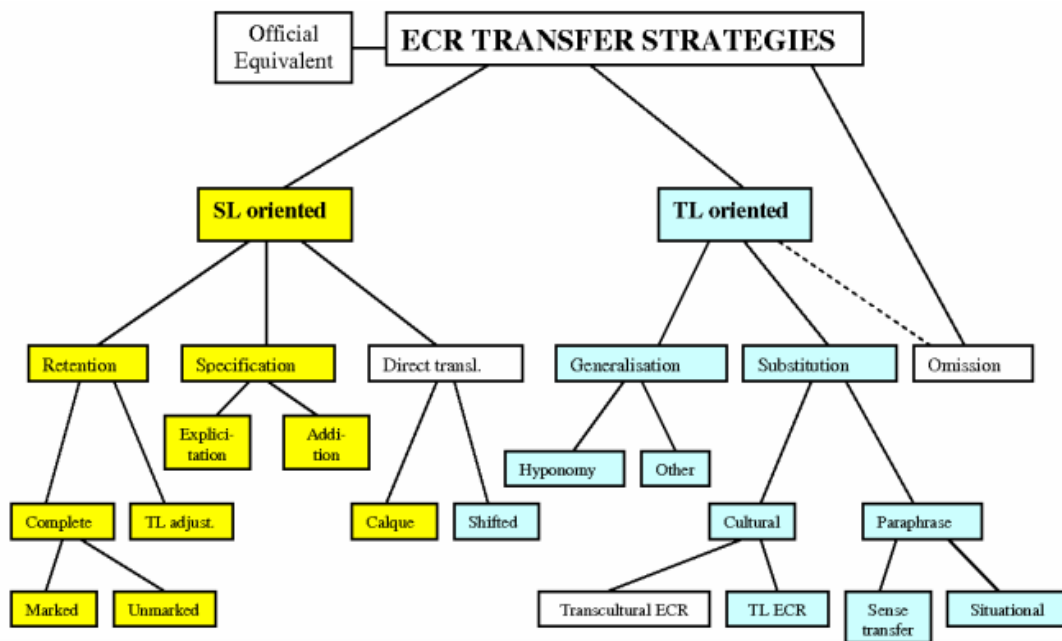 Official
Equivalent
ECR TRANSFER STRATEGIES
SL oriented
TL oriented
Retention
Specification
Direct transl.
Generalisation
Substitution
Omission
Explici-
tation
Addi-
tion
Hyponomy
Other
Complete
TL adjust.
Calque
Shifted
Cultural
Paraphrase
Marked
Unmarked
Transcultural ECR
TL ECR
Sense
transfer
Situational